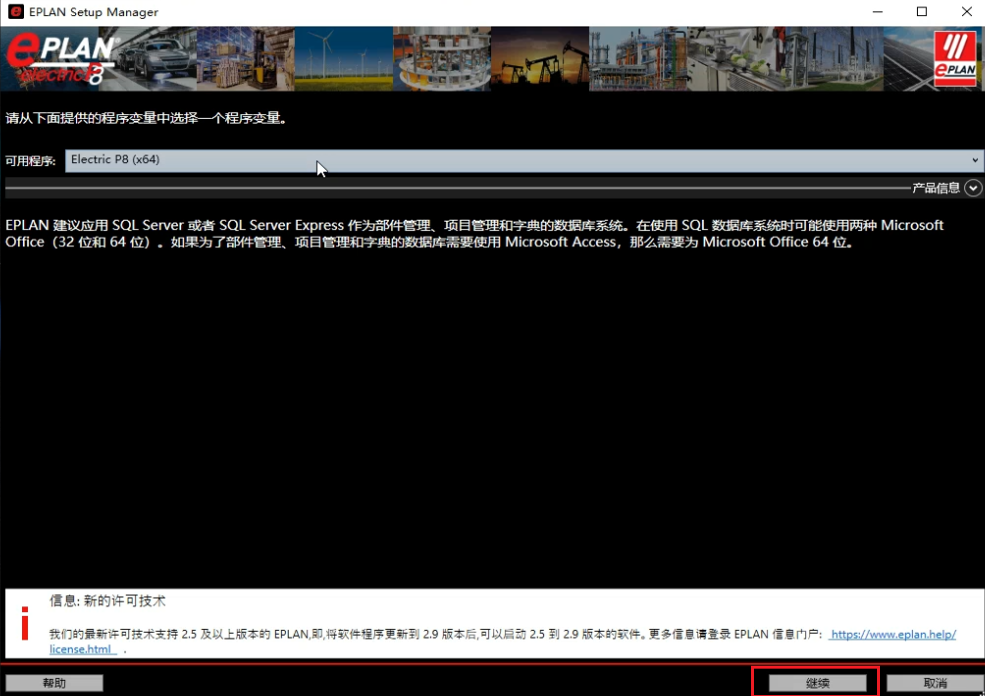 EPLAN Setup Manager
ePLAN®
electric P8
ePLAN
请从下面提供的程序变量中选择一个程序变量。
可用程序: Electric P8 (x64)
产品信息
EPLAN 建议应用 SQL Server 或者 SQL Server Express 作为部件管理、项目管理和字典的数据库系统。在使用 SQL 数据库系统时可能使用两种 Microsoft
Office（32 位和 64 位）。如果为了部件管理、项目管理和字典的数据库需要使用 Microsoft Access，那么需要为 Microsoft Office 64 位。
信息: 新的许可技术
我们的最新许可技术支持 2.5 及以上版本的 EPLAN,即,将软件程序更新到 2.9 版本后,可以启动 2.5 到 2.9 版本的软件。更多信息请登录 EPLAN 信息门户: https://www.eplan.help/
license.html 。
帮助 继续 取消